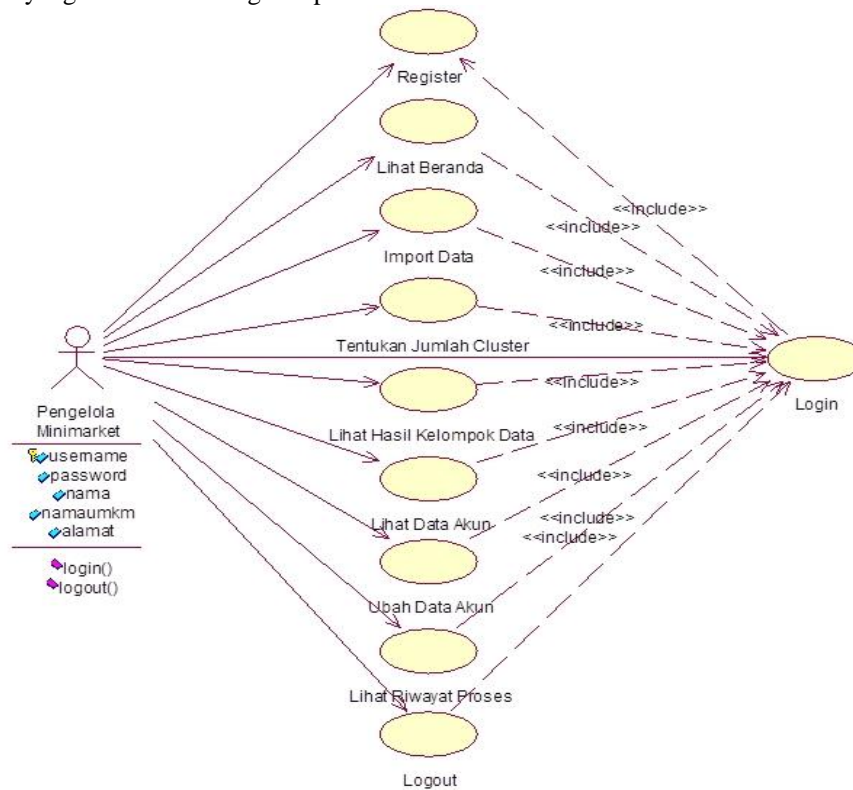 Register
Lihat Beranda
<<include>>
<<include>>
Import Data
<<include>>
<<include>>
Tentukan Jumlah Cluster
<<include>>
Login
Pengelola
Minimarket
username
password
nama
namaumkm
alamat
login()
logout()
Lihat Hasil Kelompok Data
<<include>>
Lihat Data Akun
<<include>>
<<include>>
<<include>>
Ubah Data Akun
Lihat Riwayat Proses
Logout